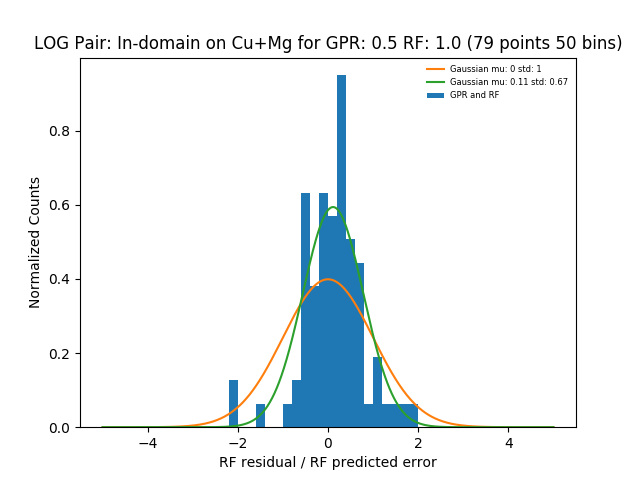 LOG Pair: In-domain on Cu+Mg for GPR: 0.5 RF: 1.0 (79 points 50 bins)
Gaussian mu: 0 std: 1
Gaussian mu: 0.11 std: 0.67
GPR and RF
Normalized Counts
0.8
0.6
0.4
0.2
0.0
−4 −2 0 2 4
RF residual / RF predicted error